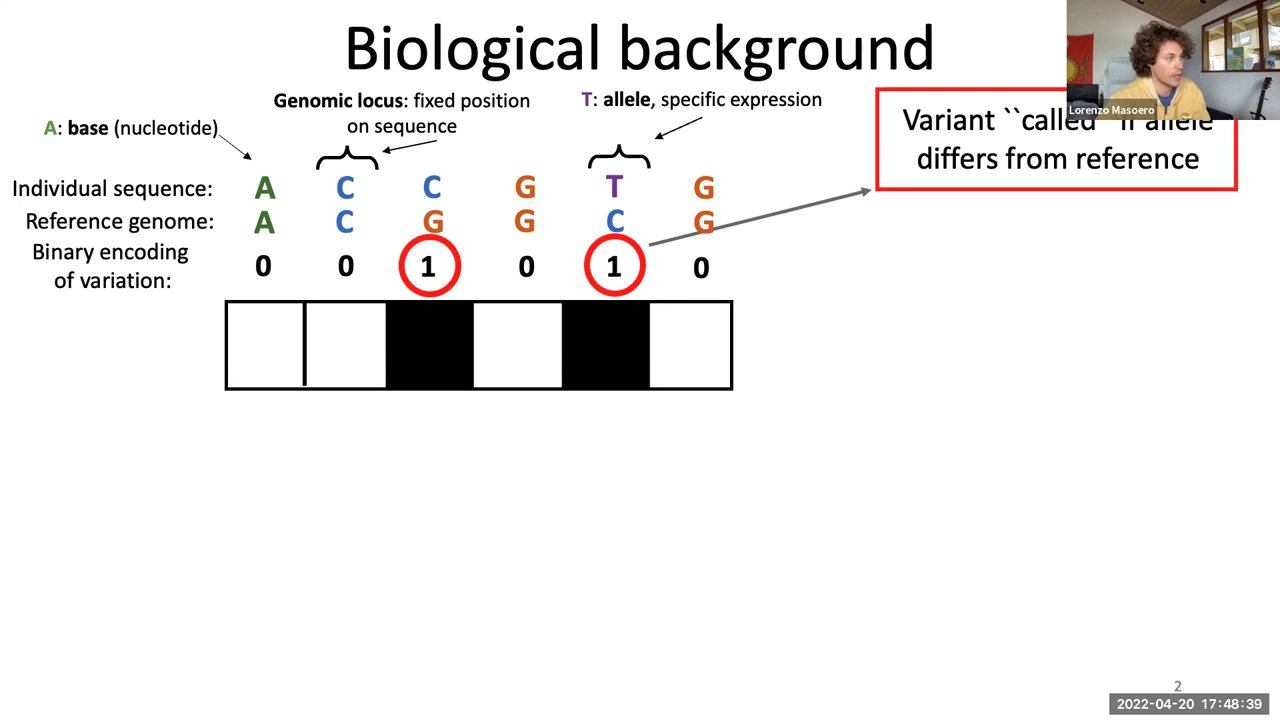 Biological background
Genomic locus: fixed position
on sequence
T: allele, specific expression
A: base (nucleotide)
Lorenzo Masoero
Variant ``called`` if allele
differs from reference
Individual sequence: A C C G T G
Reference genome: A C G G C G
Binary encoding
of variation:
0 0 1 0 1 0
2
2022-04-20 17:48:39